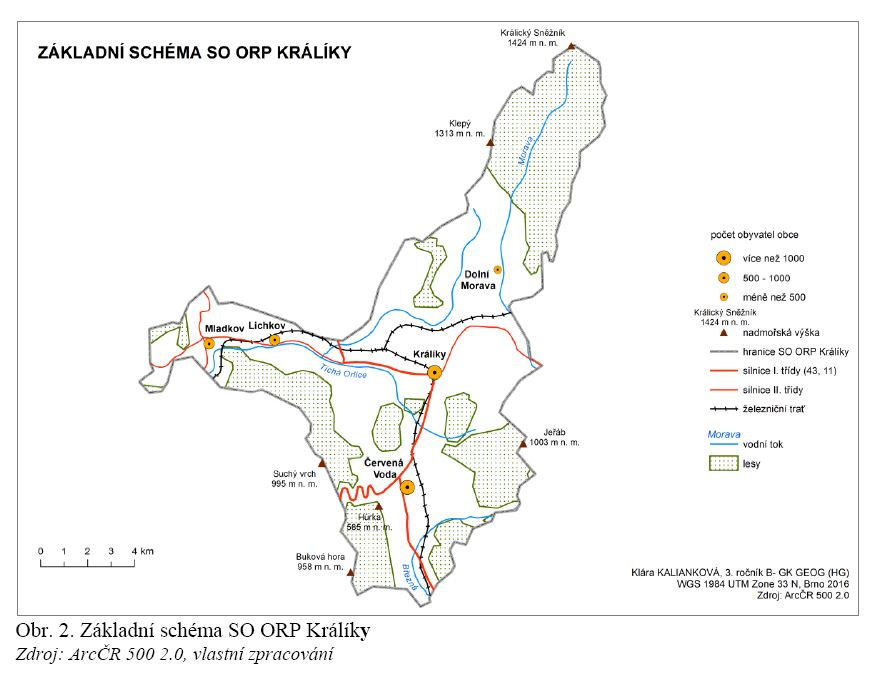 ZÁKLADNÍ SCHÉMA SO ORP KRÁLÍKY
Králický Sněžník
1424 m n. m.
Klepý
1313 m n. m.
Morava
Dolní
Morava
Mladkov
Lichkov
Králíky
Tichá Orlice
Jeřáb
1003 m n. m.
Červená
Voda
Suchý vrch
995 m n. m.
Hůrka
585 m n. m.
Buková hora
958 m n. m.
Březná
počet obyvatel obce
více než 1000
500 - 1000
méně než 500
Králický Sněžník
1424 m n. m.
nadmořská výška
hranice SO ORP Králíky
silnice I. třídy (43, 11)
silnice II. třídy
železniční trať
Morava
vodní tok
lesy
0 1 2 3 4 km
Klára KALIANKOVÁ, 3. ročník B- GK GEOG (HG)
WGS 1984 UTM Zone 33 N, Brno 2016
Zdroj: ArcČR 500 2.0
Obr. 2. Základní schéma SO ORP Králíky
Zdroj: ArcČR 500 2.0, vlastní zpracování